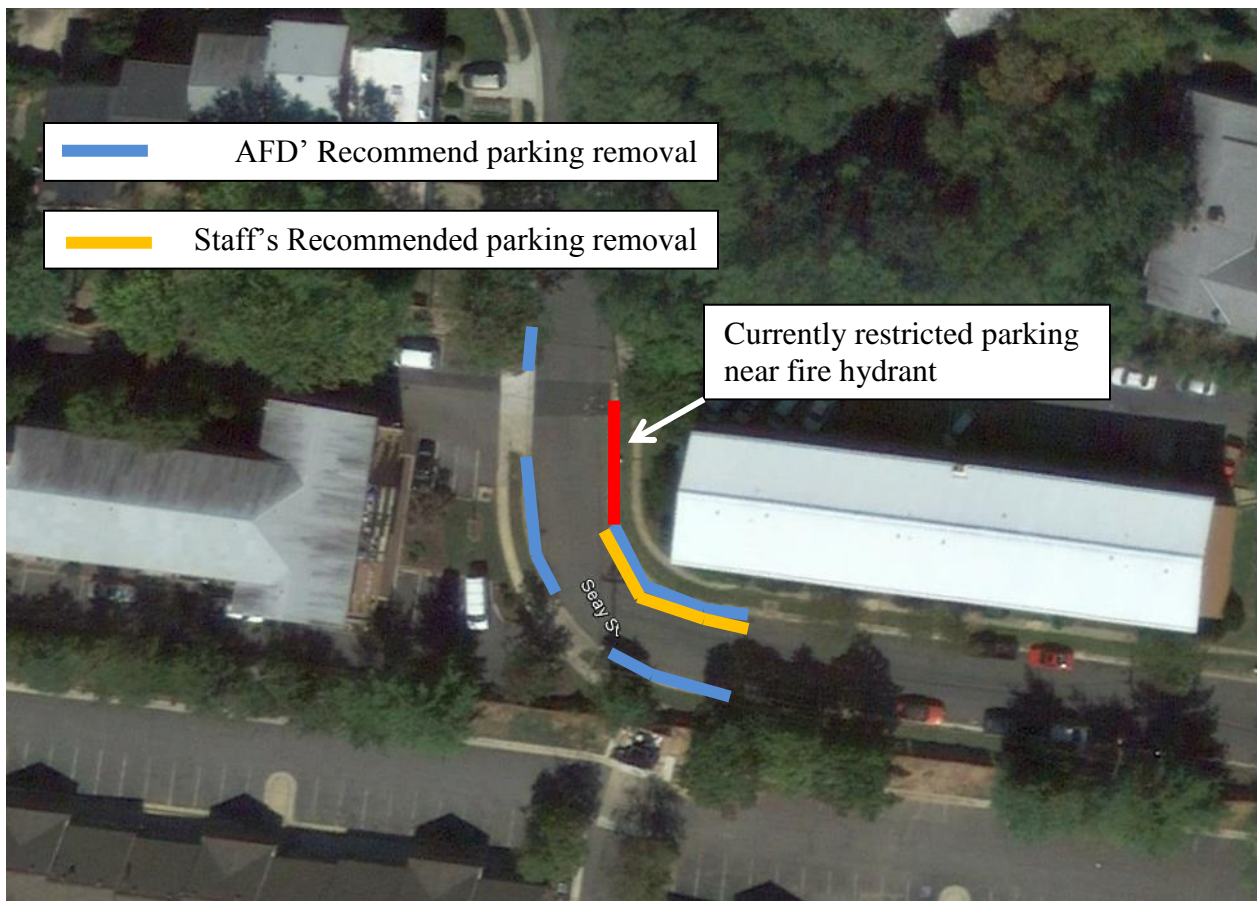 AFD’ Recommend parking removal
Staff’s Recommended parking removal
Currently restricted parking
near fire hydrant
Seay St